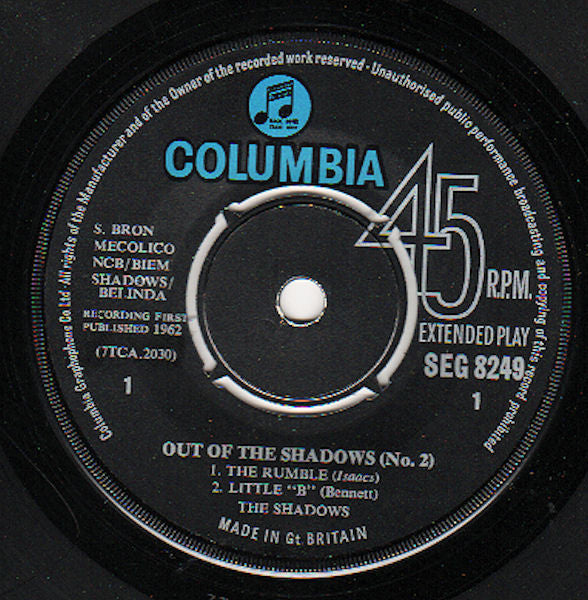 Columbia Graphophone Co Ltd All rights of the Manufacturer and of the Owner of the recorded work reserved - Unauthorised public performance broadcasting and copying of this record prohibited
COLUMBIA
45
R.P.M.
EXTENDED PLAY
SEG 8249
1
S. BRON
MECOLICO
NCB/BIEM
SHADOWS/
BELINDA
RECORDING FIRST
PUBLISHED 1962
(7TCA.2030)
1
OUT OF THE SHADOWS (No. 2)
1. THE RUMBLE (Isaacs)
2. LITTLE "B" (Bennett)
THE SHADOWS
MADE IN Gt. BRITAIN